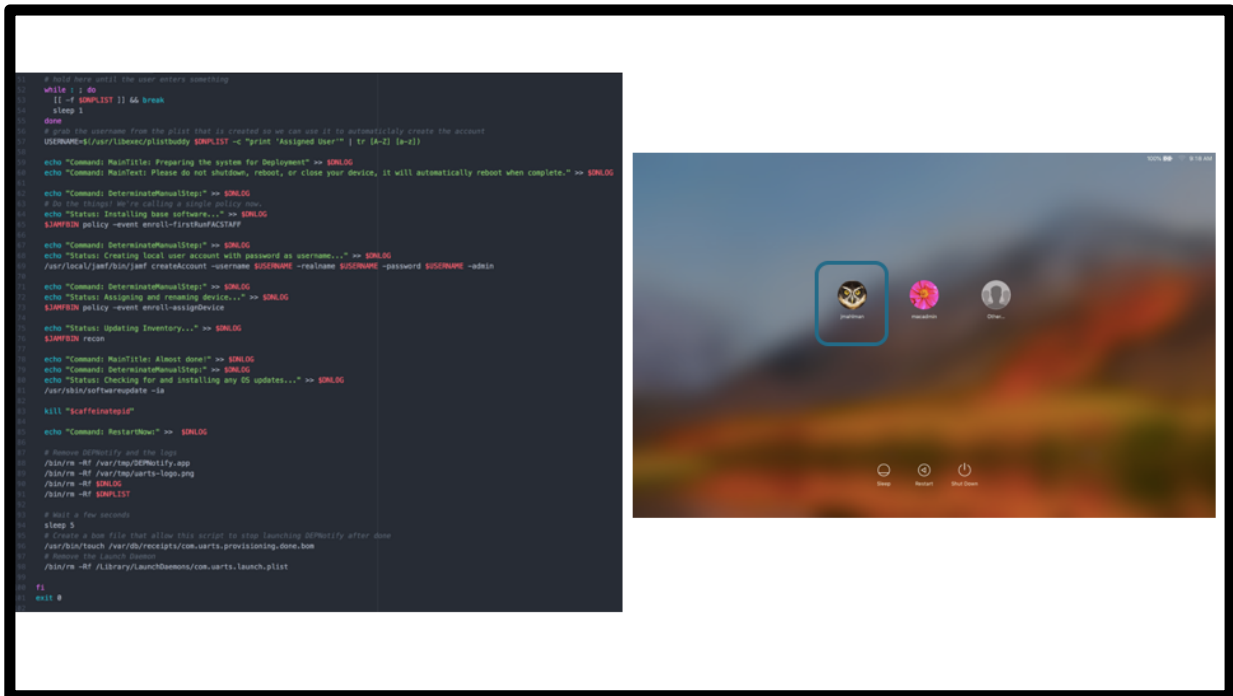 # hold here until the user enters something
while : ; do
[[ -f $DNPLIST ]] && break
sleep 1
done
# grab the username from the plist that is created so we can use it to automaticlaly create the account
USERNAME=$(/usr/libexec/plistbuddy $DNPLIST -c "print 'Assigned User'" | tr [A-Z] [a-z])
echo "Command: MainTitle: Preparing the system for Deployment" >> $DNLOG
echo "Command: MainText: Please do not shutdown, reboot, or close your device, it will automatically reboot when complete." >> $DNLOG
echo "Command: DeterminateManualStep:" >> $DNLOG
# Do the things! We're calling a single policy now.
echo "Status: Installing base software..." >> $DNLOG
$JAMFBIN policy -event enroll-firstRunFACSTAFF
echo "Command: DeterminateManualStep:" >> $DNLOG
echo "Status: Creating local user account with password as username..." >> $DNLOG
/usr/local/jamf/bin/jamf createAccount -username $USERNAME -realname $USERNAME -password $USERNAME -admin
echo "Command: DeterminateManualStep:" >> $DNLOG
echo "Status: Assigning and renaming device..." >> $DNLOG
$JAMFBIN policy -event enroll-assignDevice
echo "Status: Updating Inventory..." >> $DNLOG
$JAMFBIN recon
echo "Command: MainTitle: Almost done!" >> $DNLOG
echo "Command: DeterminateManualStep:" >> $DNLOG
echo "Status: Checking for and installing any OS updates..." >> $DNLOG
/usr/sbin/softwareupdate -ia
kill "$caffeinatepid"
echo "Command: RestartNow:" >> $DNLOG
# Remove DEPNotify and the logs
/bin/rm -Rf /var/tmp/DEPNotify.app
/bin/rm -Rf /var/tmp/uarts-logo.png
/bin/rm -Rf $DNLOG
/bin/rm -Rf $DNPLIST
# Wait a few seconds
sleep 5
# Create a bom file that allow this script to stop launching DEPNotify after done
/usr/bin/touch /var/db/receipts/com.uarts.provisioning.done.bom
# Remove the Launch Daemon
/bin/rm -Rf /Library/LaunchDaemons/com.uarts.launch.plist
fi
exit 0
100% 9:18 AM
jmahlman
macadmin
Other...
Sleep
Restart
Shut Down